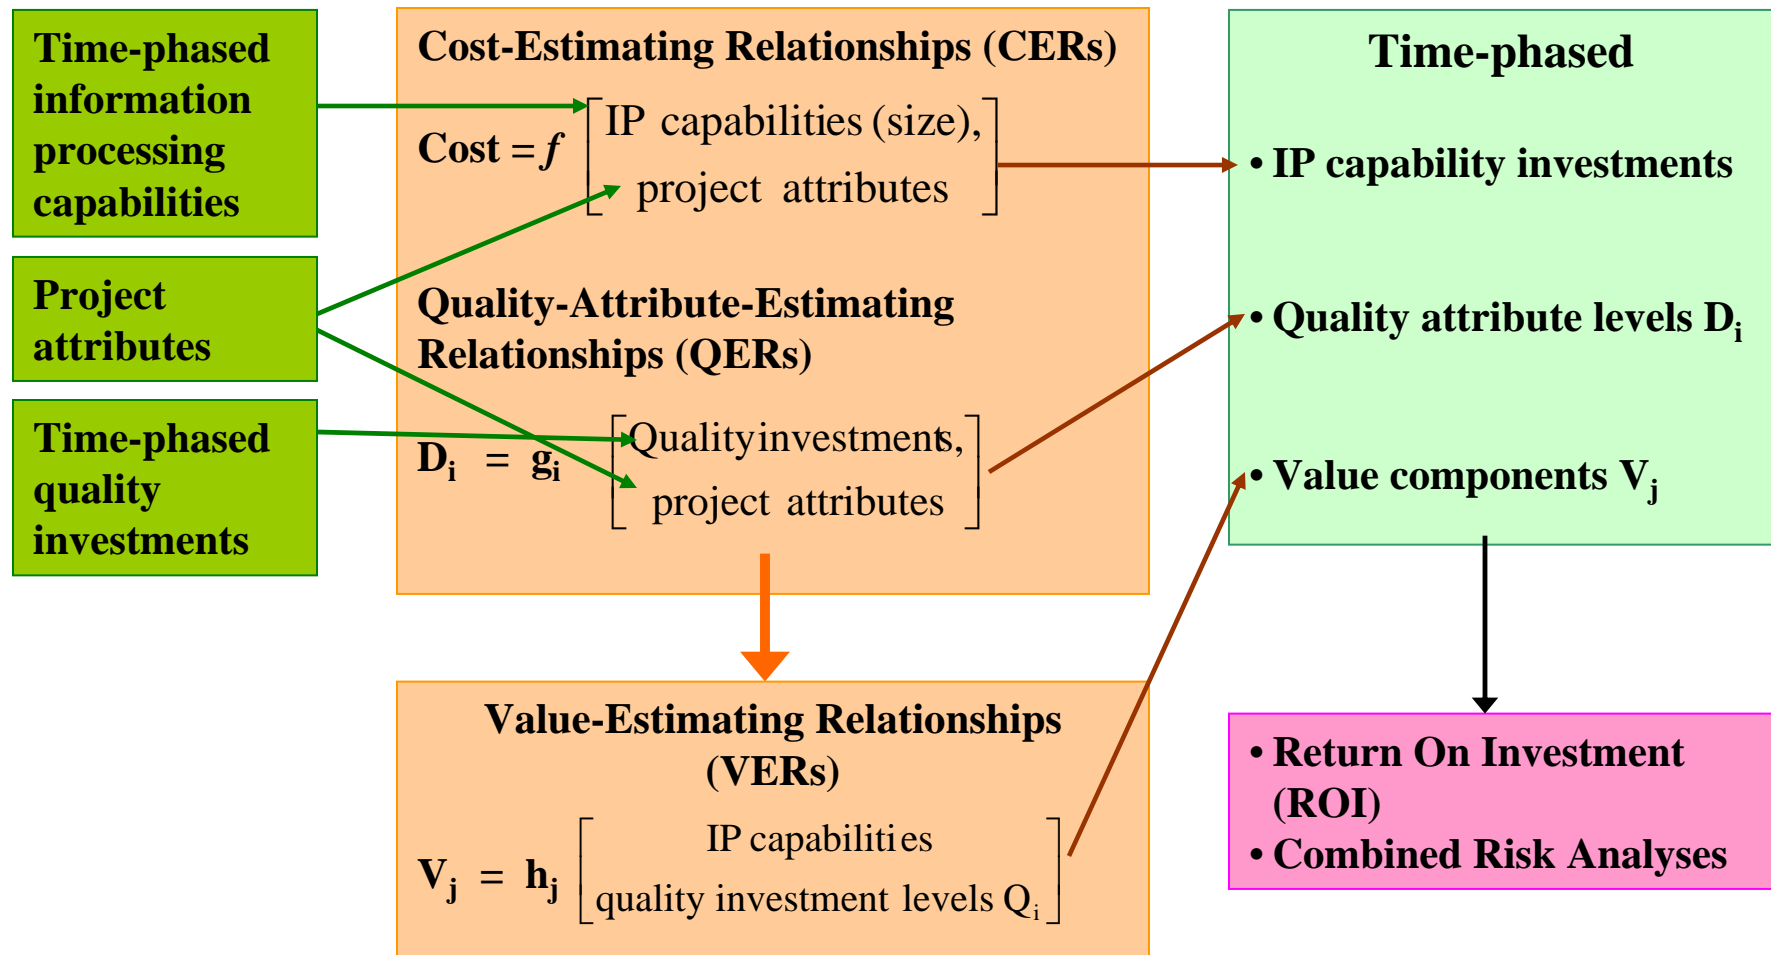 Time-phased
information
processing
capabilities
Project
attributes
Time-phased
quality
investments
Cost-Estimating Relationships (CERs)
Cost = f [IP capabilities (size),
project attributes]
Quality-Attribute-Estimating
Relationships (QERs)
Di = gi [Quality investments,
project attributes]
Value-Estimating Relationships
(VERs)
Vj = hj [IP capabilities
quality investment levels Qi]
Time-phased
• IP capability investments
• Quality attribute levels Di
• Value components Vj
• Return On Investment
(ROI)
• Combined Risk Analyses